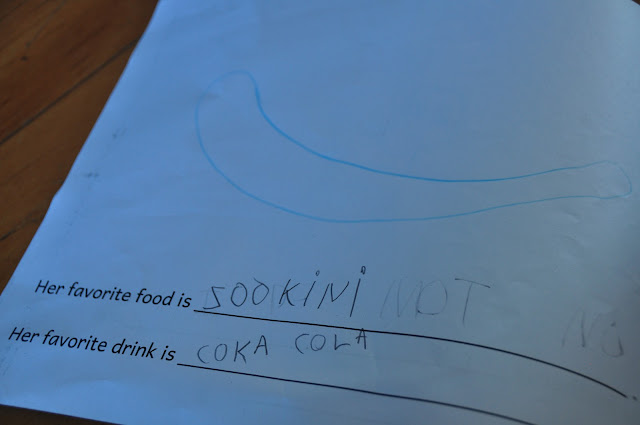 Her favorite food is SOOKINI NOT
Her favorite drink is COKA COLA